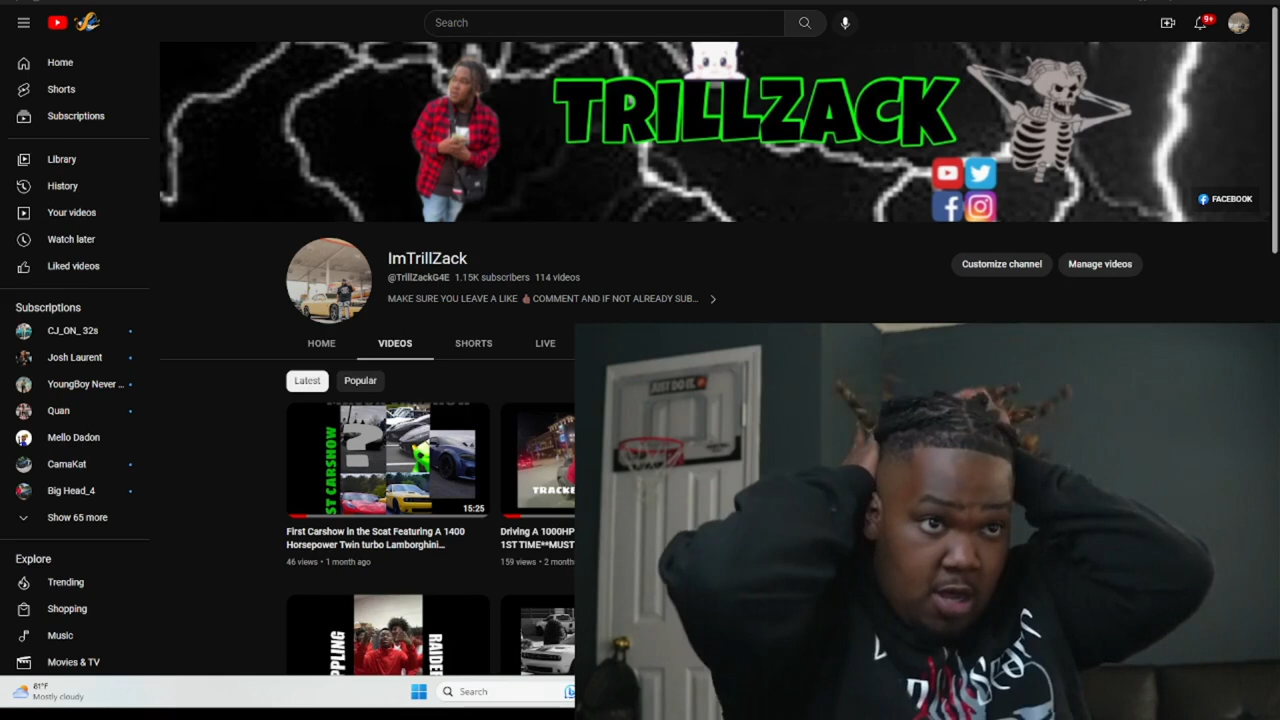 Search
9+
Home
Shorts
Subscriptions
Library
History
Your videos
Watch later
Liked videos
Subscriptions
CJ_ON_ 32s
Josh Laurent
YoungBoy Never ...
Quan
Mello Dadon
CamaKat
Big Head_4
Show 65 more
Explore
Trending
Shopping
Music
Movies & TV
TRILLZACK
FACEBOOK
ImTrillZack
@TrillZackG4E 1.15K subscribers 114 videos
MAKE SURE YOU LEAVE A LIKE 👍🏾COMMENT AND IF NOT ALREADY SUB...
Customize channel
Manage videos
HOME
VIDEOS
SHORTS
LIVE
Latest
Popular
ST CARSHOW
?
15:25
TRACKE
First Carshow in the Scat Featuring A 1400
Horsepower Twin turbo Lamborghini...
46 views • 1 month ago
Driving A 1000HP
1ST TIME**MUST
159 views • 2 month
PPLING
RAIDE
JUST DO IT.
81°F
Mostly cloudy
Search